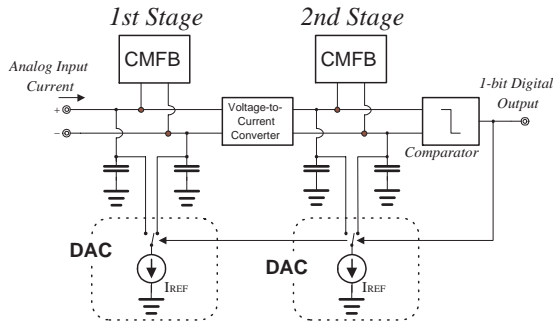 1st Stage
2nd Stage
CMFB
CMFB
Analog Input
Current
1-bit Digital
Output
+
−
Voltage-to-
Current
Converter
Comparator
DAC
IREF
DAC
IREF